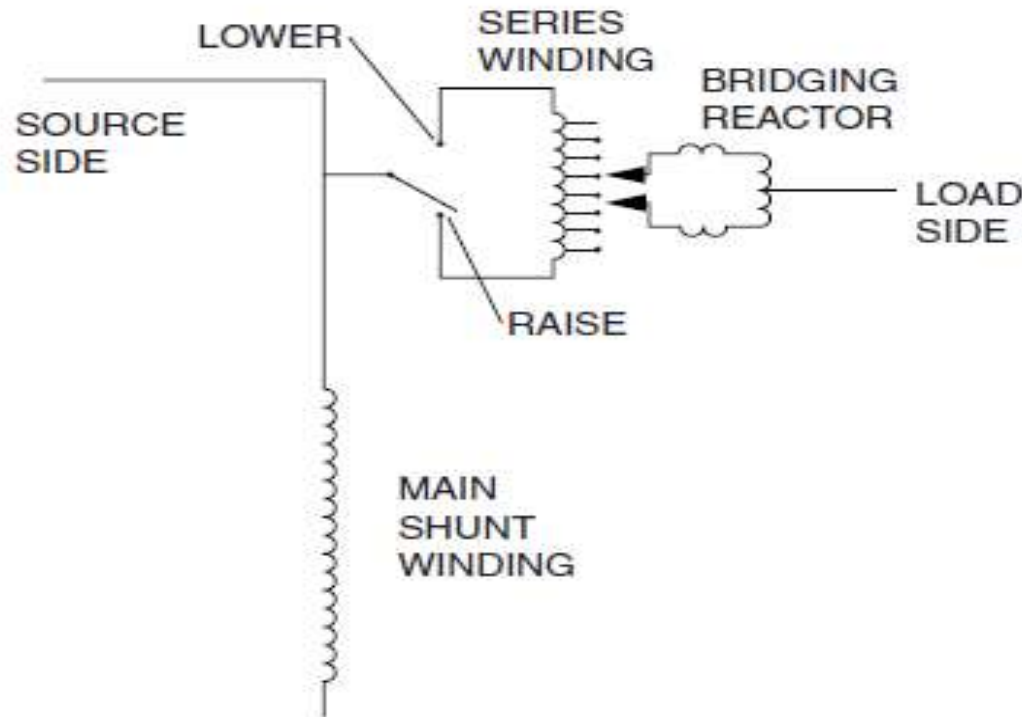 LOWER
SERIES
WINDING
BRIDGING
REACTOR
SOURCE
SIDE
LOAD
SIDE
RAISE
MAIN
SHUNT
WINDING